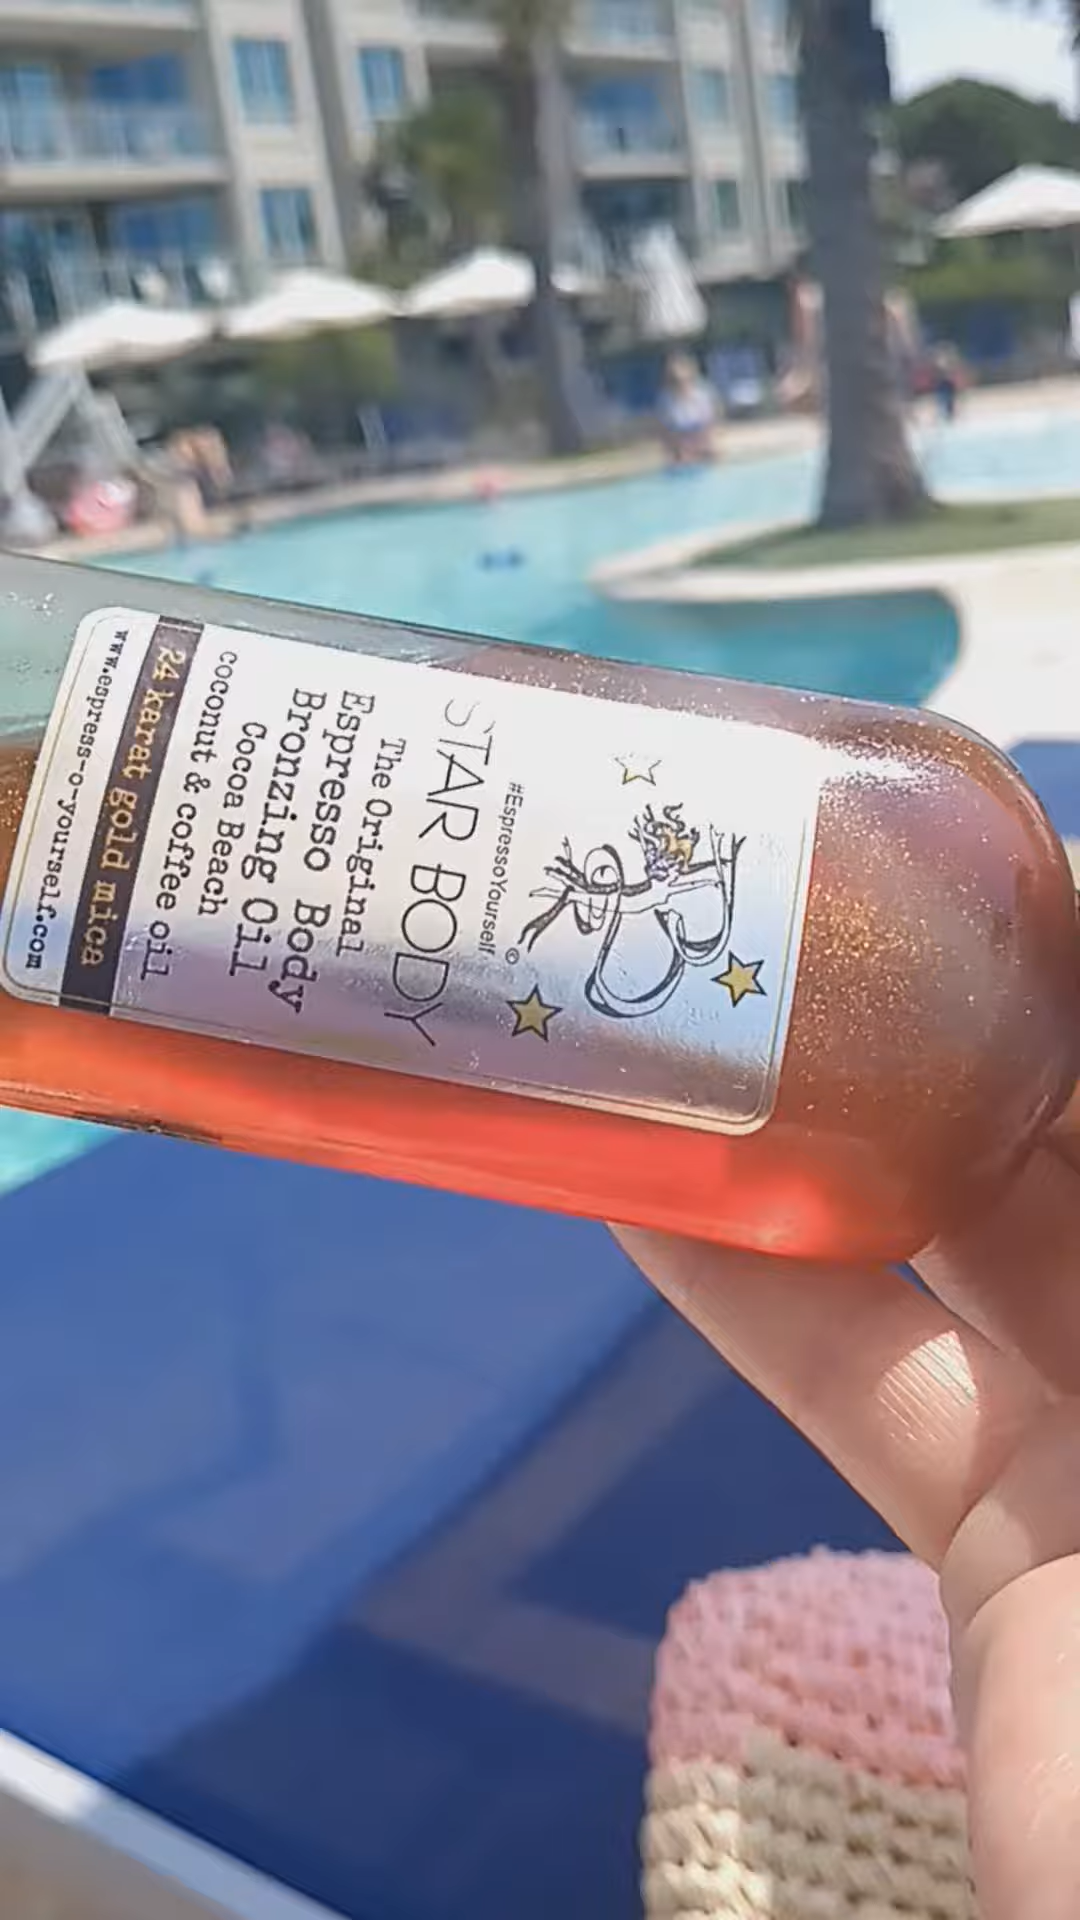 #EspressoYourself
©
STAR BODY
The Original
Espresso Body
Bronzing Oil
Cocoa Beach
coconut & coffee oil
24 karat gold mica
www.espress-o-yourself.com